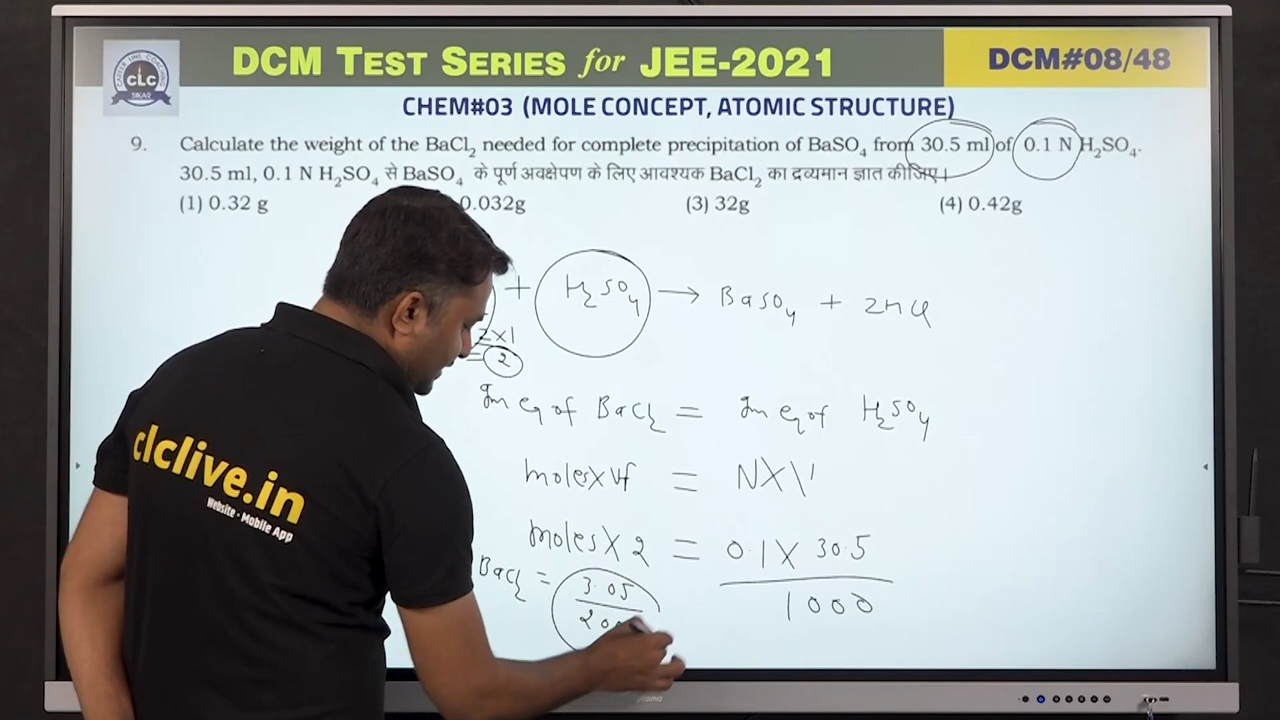 DCM TEST SERIES for JEE-2021
DCM#08/48
CLC
SIKAR
CHEM#03 (MOLE CONCEPT, ATOMIC STRUCTURE)
9. Calculate the weight of the BaCl₂ needed for complete precipitation of BaSO₄ from 30.5 ml of 0.1 N H₂SO₄.
30.5 ml, 0.1 N H₂SO₄ से BaSO₄ के पूर्ण अवक्षेपण के लिए आवश्यक BaCl₂ का द्रव्यमान ज्ञात कीजिए।
(1) 0.32 g 0.032g (3) 32g (4) 0.42g
+ H₂SO₄ → BaSO₄ + 2HCl
2×1
= 2
gm eq of BaCl₂ = gm eq of H₂SO₄
moles×vf = N×V
moles×2 = 0.1×30.5
1000
BaCl₂ = 3.05
clclive.in
Website - Mobile App